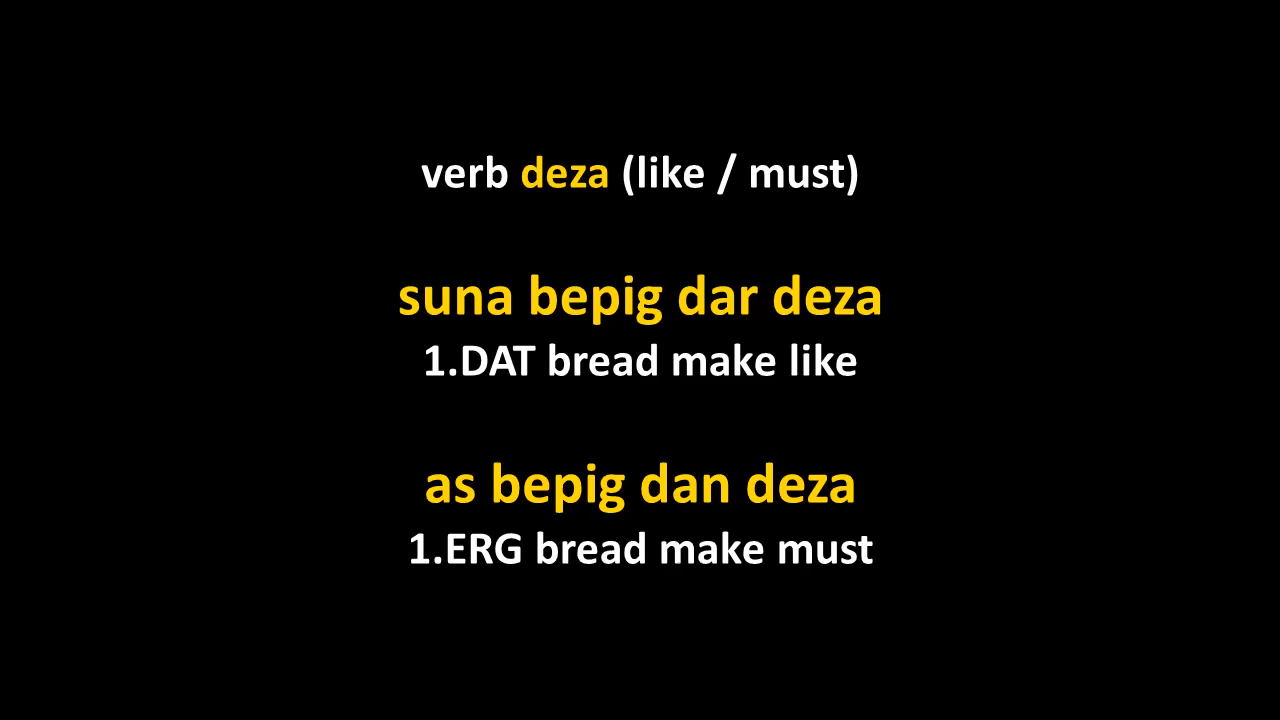 verb deza (like / must)
suna bepig dar deza
1.DAT bread make like
as bepig dan deza
1.ERG bread make must